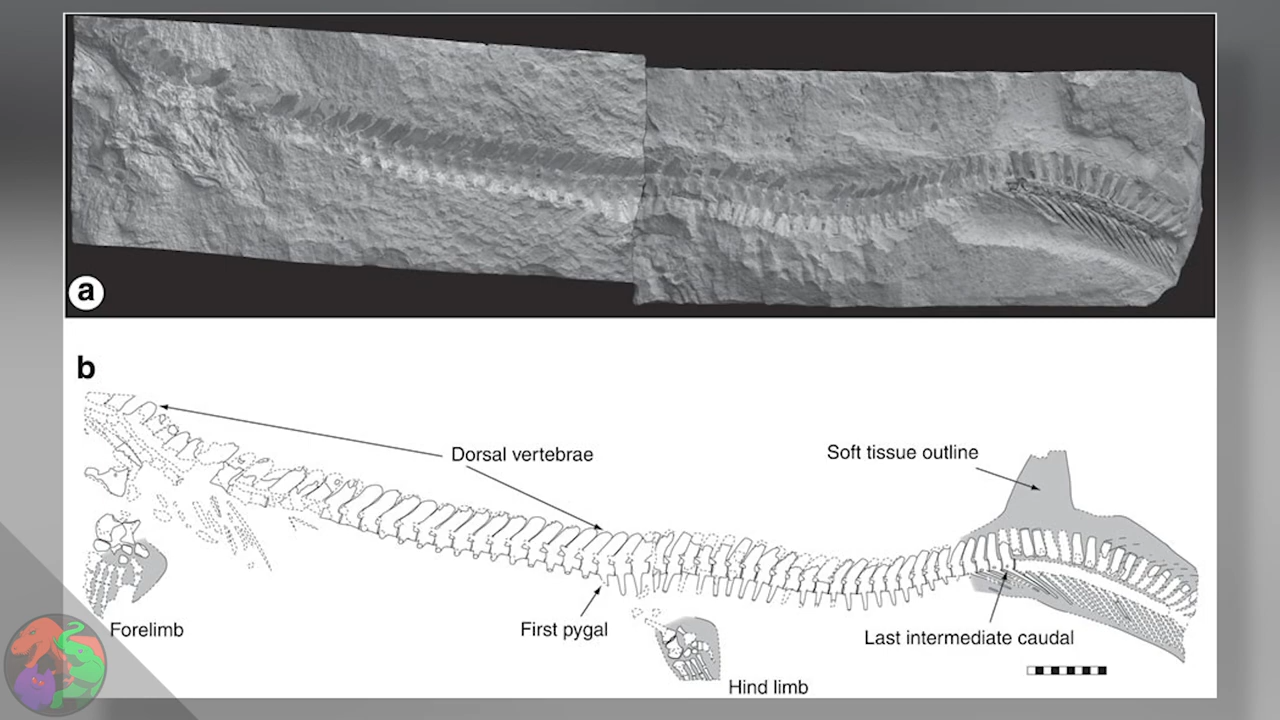 a
b
Dorsal vertebrae
Soft tissue outline
Forelimb
First pygal
Last intermediate caudal
Hind limb